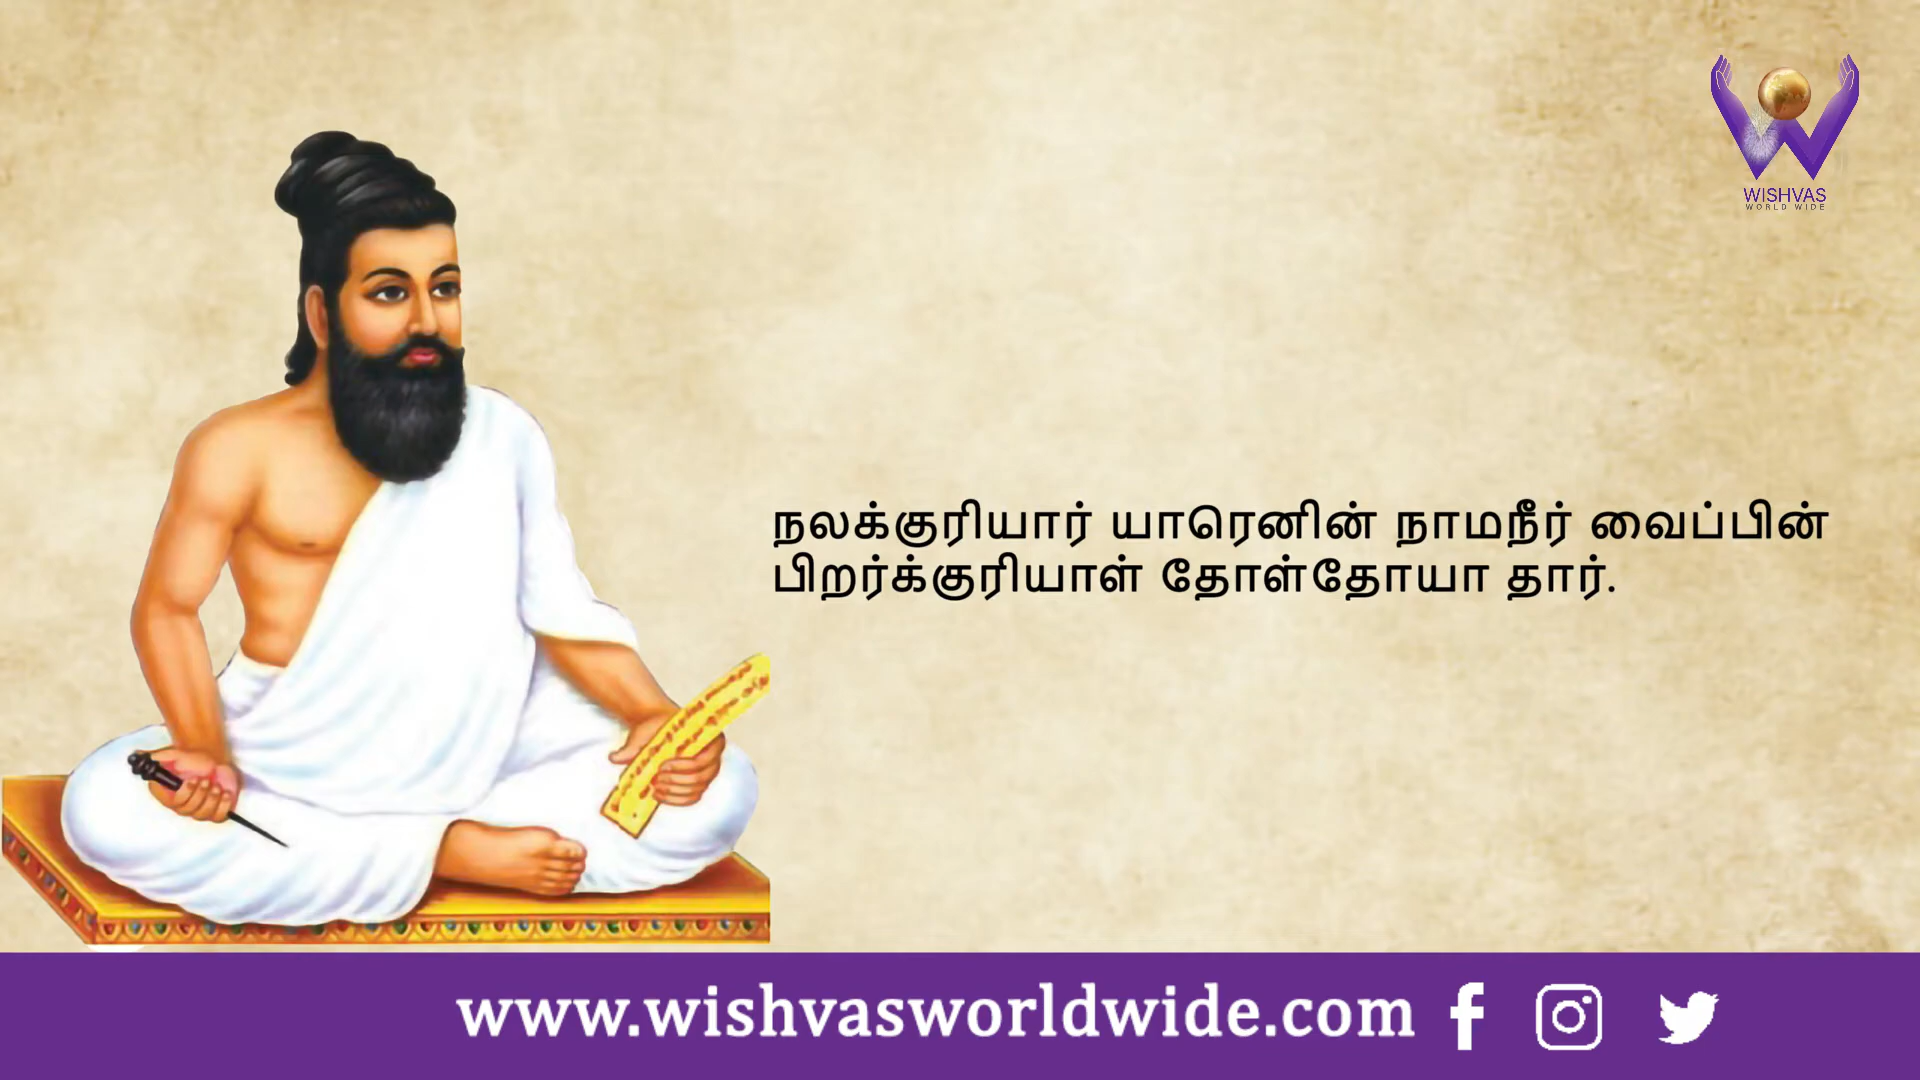 WISHVAS
WORLD WIDE
நலக்குரியார் யாரெனின் நாமநீர் வைப்பின்
பிறர்க்குரியாள் தோள்தோயா தார்.
www.wishvasworldwide.com